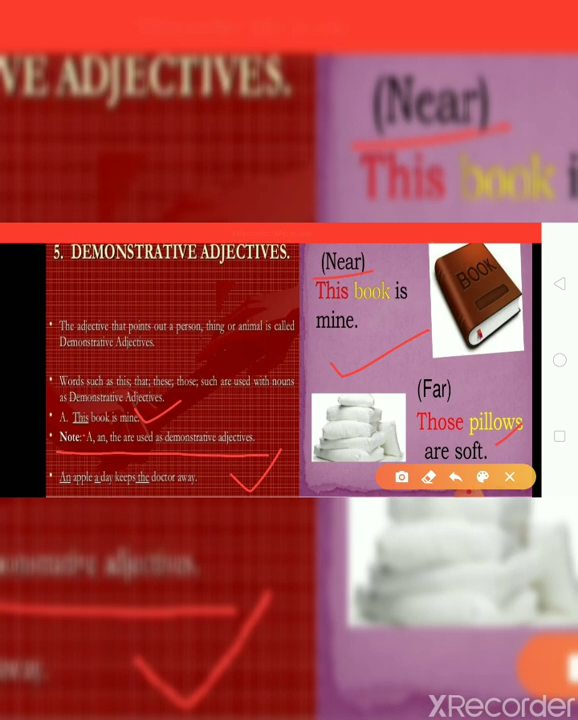 VE ADJECTIVES.
(Near)
This book i
5. DEMONSTRATIVE ADJECTIVES.
• The adjective that points out a person, thing or animal is called
Demonstrative Adjectives.
• Words such as this; that; these; those; such are used with nouns
as Demonstrative Adjectives.
• A. This book is mine.
• Note: A, an, the are used as demonstrative adjectives.
An apple a day keeps the doctor away.
(Near)
This book is
mine.
BOOK
(Far)
Those pillows
are soft.
adjectives.
away.
XRecorder